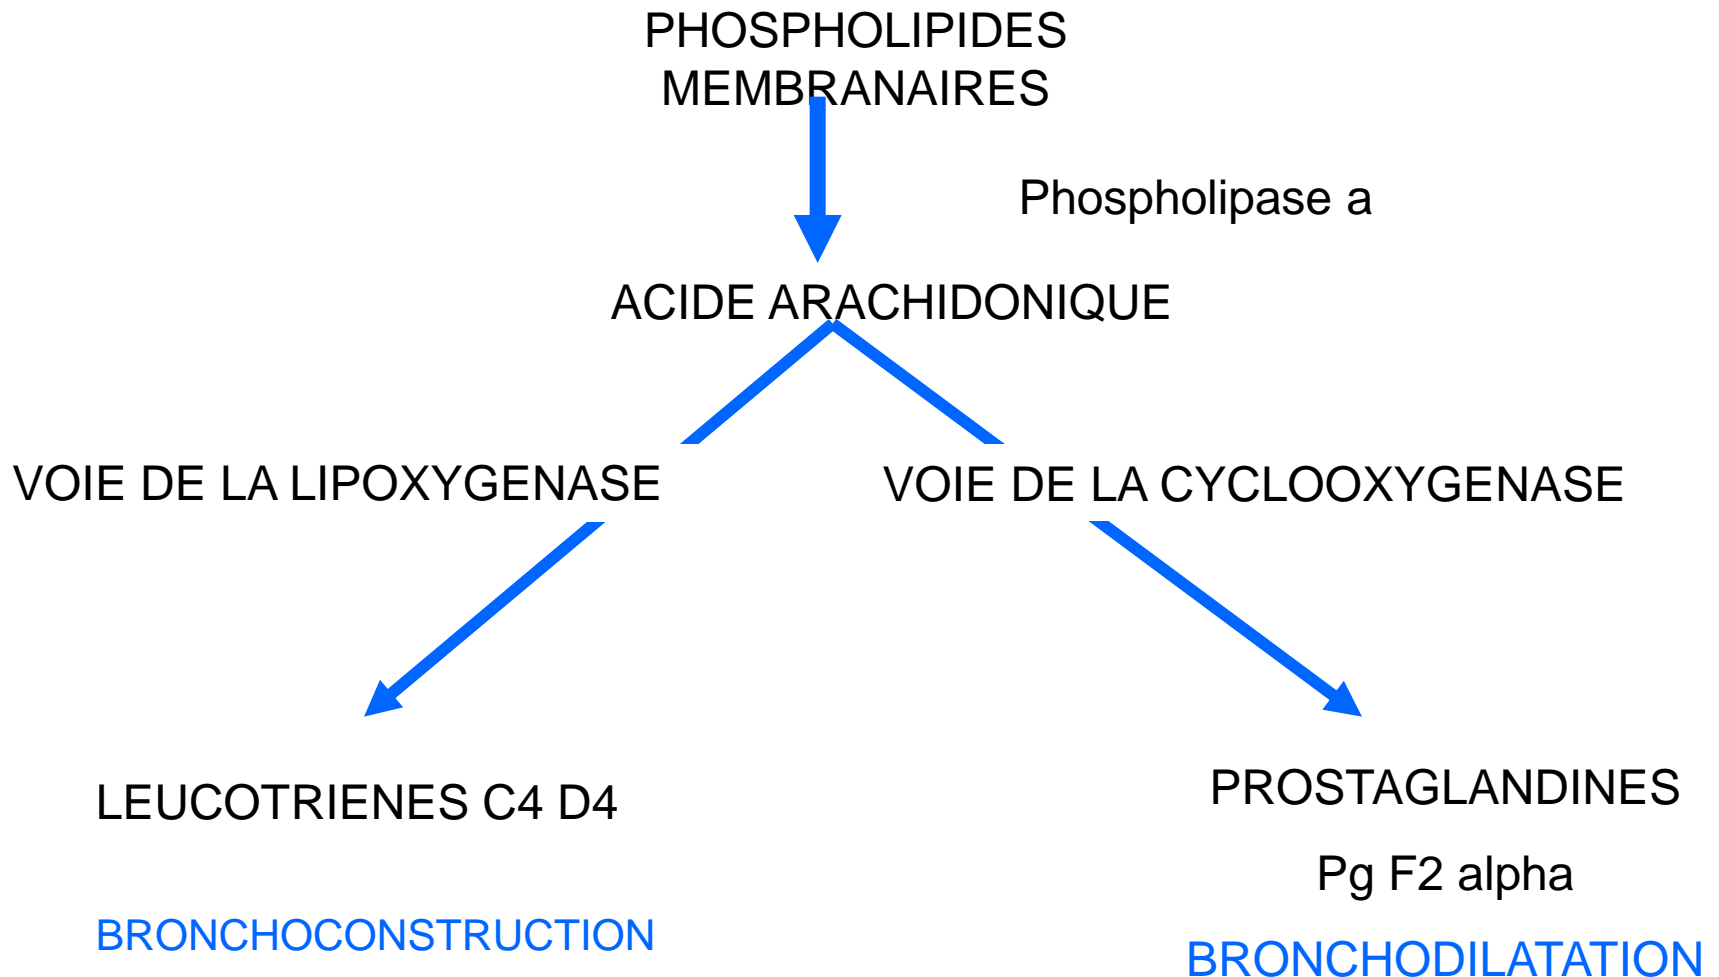 PHOSPHOLIPIDES
MEMBRANAIRES
Phospholipase a
ACIDE ARACHIDONIQUE
VOIE DE LA LIPOXYGENASE
VOIE DE LA CYCLOOXYGENASE
LEUCOTRIENES C4 D4
PROSTAGLANDINES
Pg F2 alpha
BRONCHOCONSTRUCTION
BRONCHODILATATION